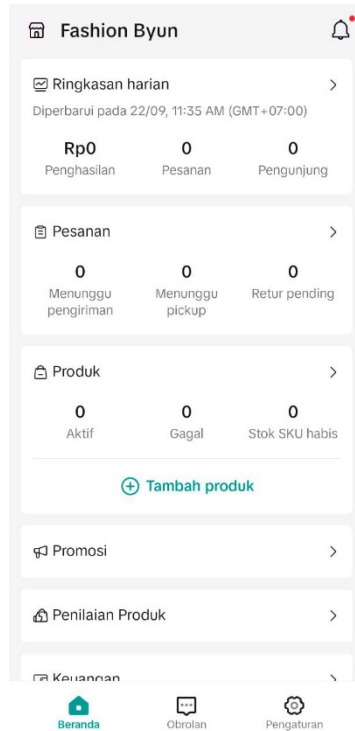 Fashion Byun
Ringkasan harian
Diperbarui pada 22/09, 11:35 AM (GMT+07:00)
Rp0 0 0
Penghasilan Pesanan Pengunjung
Pesanan
0 0 0
Menunggu pengiriman Menunggu pickup Retur pending
Produk
0 0 0
Aktif Gagal Stok SKU habis
Tambah produk
Promosi
Penilaian Produk
Keuangan
Beranda Obrolan Pengaturan